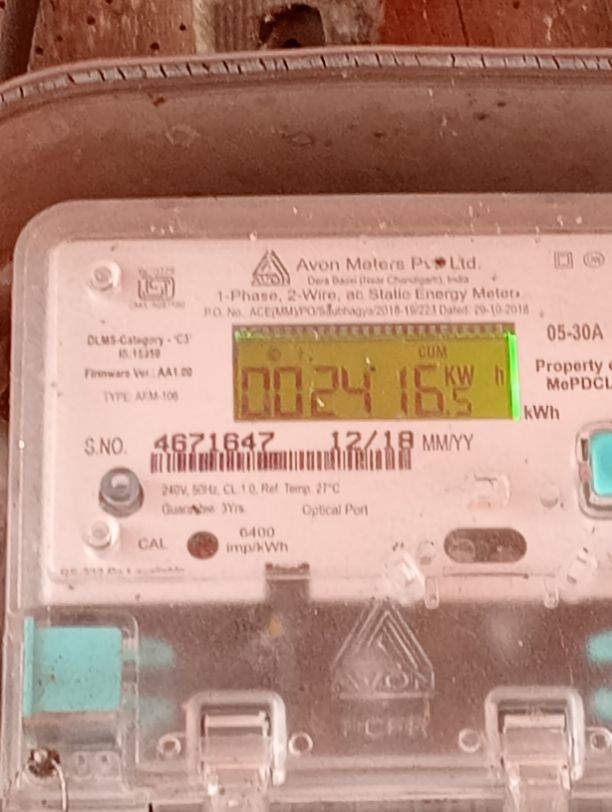 Avon Meters Pvt Ltd.
AVON
Dera Bassi (Near Chandigarh), India
1-Phase, 2-Wire, ac Static Energy Meter
P.O. No. ACE(MM)/PO/Saubhagya/2018-19/223 Dated: 29-10-2018
DLMS-Category - 'C3'
IS:15959
05-30A
CUM
Firmware Ver.: AA1.00
002416.5 KW h
kWh
Property
MePDCL
TYPE: AEM-106
S.NO. 4671647 12/18 MM/YY
240V, 50Hz, CL 1.0, Ref. Temp. 27°C
Guarantee 3Yrs. Optical Port
CAL 6400
imp/kWh
AVON